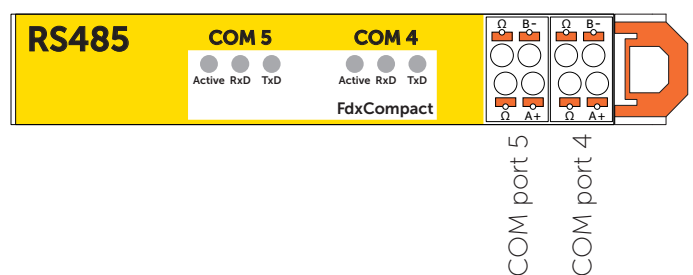 RS485
COM 5
COM 4
Active RxD TxD
Active RxD TxD
FdxCompact
Ω B-
Ω B-
Ω A+
Ω A+
COM port 5
COM port 4